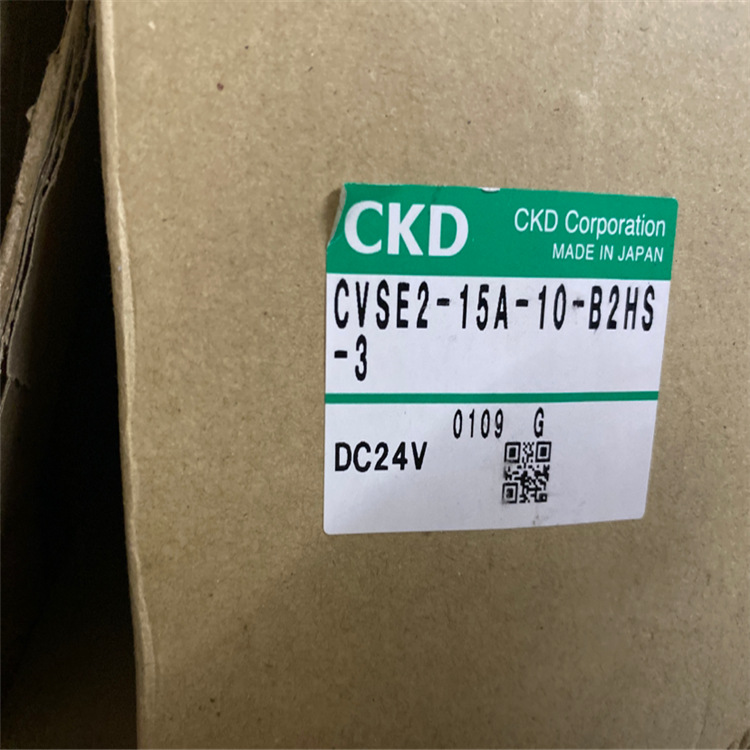 CKD
CKD Corporation
MADE IN JAPAN
CVSE2-15A-10-B2HS
-3
0109 G
DC24V